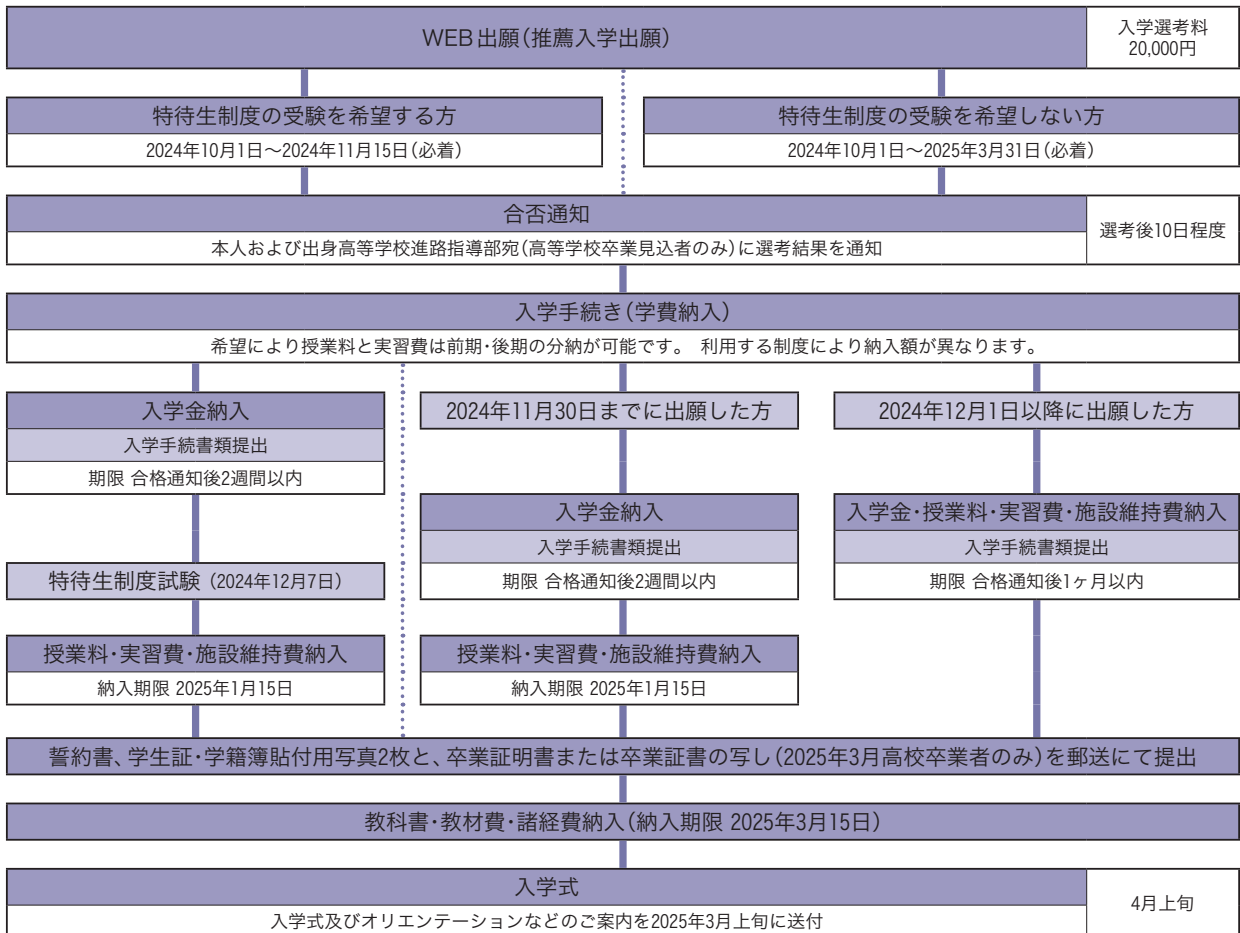 WEB出願(推薦入学出願)
入学選考料
20,000円
特待生制度の受験を希望する方
2024年10月1日～2024年11月15日(必着)
特待生制度の受験を希望しない方
2024年10月1日～2025年3月31日(必着)
合否通知
本人および出身高等学校進路指導部宛(高等学校卒業見込者のみ)に選考結果を通知
選考後10日程度
入学手続き(学費納入)
希望により授業料と実習費は前期・後期の分納が可能です。 利用する制度により納入額が異なります。
入学金納入
入学手続書類提出
期限 合格通知後2週間以内
特待生制度試験 (2024年12月7日)
授業料・実習費・施設維持費納入
納入期限 2025年1月15日
2024年11月30日までに出願した方
入学金納入
入学手続書類提出
期限 合格通知後2週間以内
授業料・実習費・施設維持費納入
納入期限 2025年1月15日
2024年12月1日以降に出願した方
入学金・授業料・実習費・施設維持費納入
入学手続書類提出
期限 合格通知後1ヶ月以内
誓約書、学生証・学籍簿貼付用写真2枚と、卒業証明書または卒業証書の写し(2025年3月高校卒業者のみ)を郵送にて提出
教科書・教材費・諸経費納入(納入期限 2025年3月15日)
入学式
入学式及びオリエンテーションなどのご案内を2025年3月上旬に送付
4月上旬